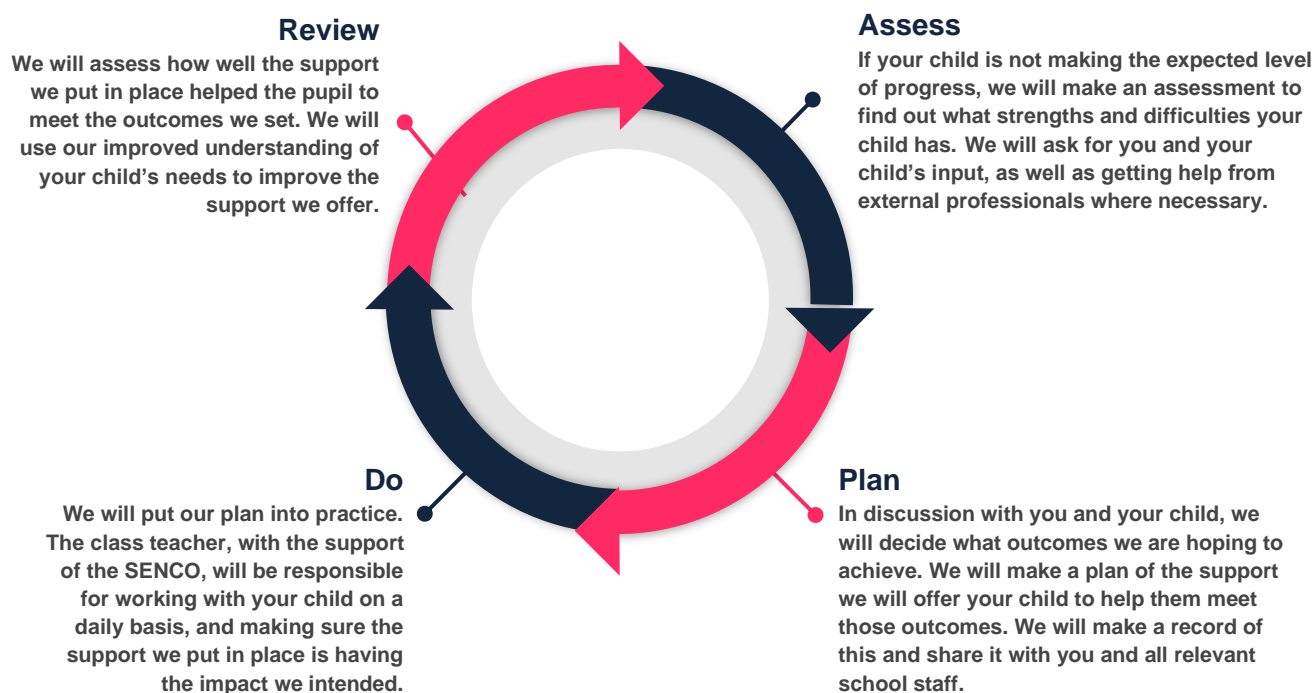 Review
We will assess how well the support
we put in place helped the pupil to
meet the outcomes we set. We will
use our improved understanding of
your child’s needs to improve the
support we offer.
Assess
If your child is not making the expected level
of progress, we will make an assessment to
find out what strengths and difficulties your
child has. We will ask for you and your
child’s input, as well as getting help from
external professionals where necessary.
Do
We will put our plan into practice.
The class teacher, with the support
of the SENCO, will be responsible
for working with your child on a
daily basis, and making sure the
support we put in place is having
the impact we intended.
Plan
In discussion with you and your child, we
will decide what outcomes we are hoping to
achieve. We will make a plan of the support
we will offer your child to help them meet
those outcomes. We will make a record of
this and share it with you and all relevant
school staff.